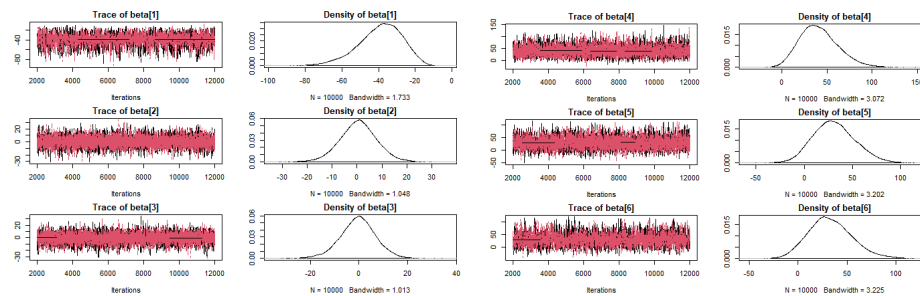 Trace of beta[1]
-40
-80
2000 4000 6000 8000 10000 12000
Iterations
Density of beta[1]
0.020
0.000
-100 -80 -60 -40 -20 0
N = 10000 Bandwidth = 1.733
Trace of beta[2]
20
0
-30
2000 4000 6000 8000 10000 12000
Iterations
Density of beta[2]
0.06
0.03
0.00
-30 -20 -10 0 10 20 30
N = 10000 Bandwidth = 1.048
Trace of beta[3]
20
0
-30
2000 4000 6000 8000 10000 12000
Iterations
Density of beta[3]
0.06
0.03
0.00
-20 0 20 40
N = 10000 Bandwidth = 1.013
Trace of beta[4]
150
50
0
2000 4000 6000 8000 10000 12000
Iterations
Density of beta[4]
0.015
0.000
-50 0 50 100 150
N = 10000 Bandwidth = 3.072
Trace of beta[5]
100
50
-50
2000 4000 6000 8000 10000 12000
Iterations
Density of beta[5]
0.015
0.000
-50 0 50 100
N = 10000 Bandwidth = 3.202
Trace of beta[6]
50
0
2000 4000 6000 8000 10000 12000
Iterations
Density of beta[6]
0.015
0.000
-50 0 50 100
N = 10000 Bandwidth = 3.225